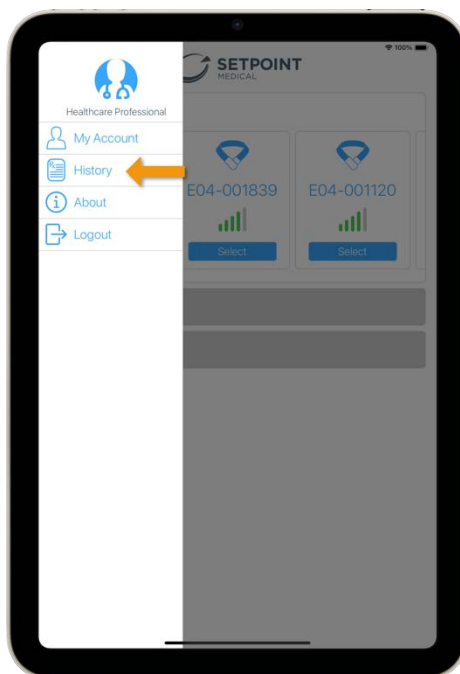 100%
SETPOINT
MEDICAL
Healthcare Professional
My Account
History
About
Logout
E04-001839
E04-001120
Select
Select